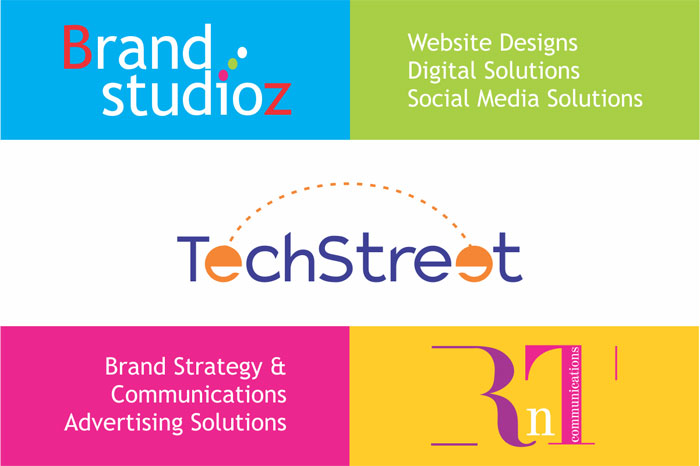 Brand
studioz
Website Designs
Digital Solutions
Social Media Solutions
TechStreet
Brand Strategy &
Communications
Advertising Solutions
RnT
communications